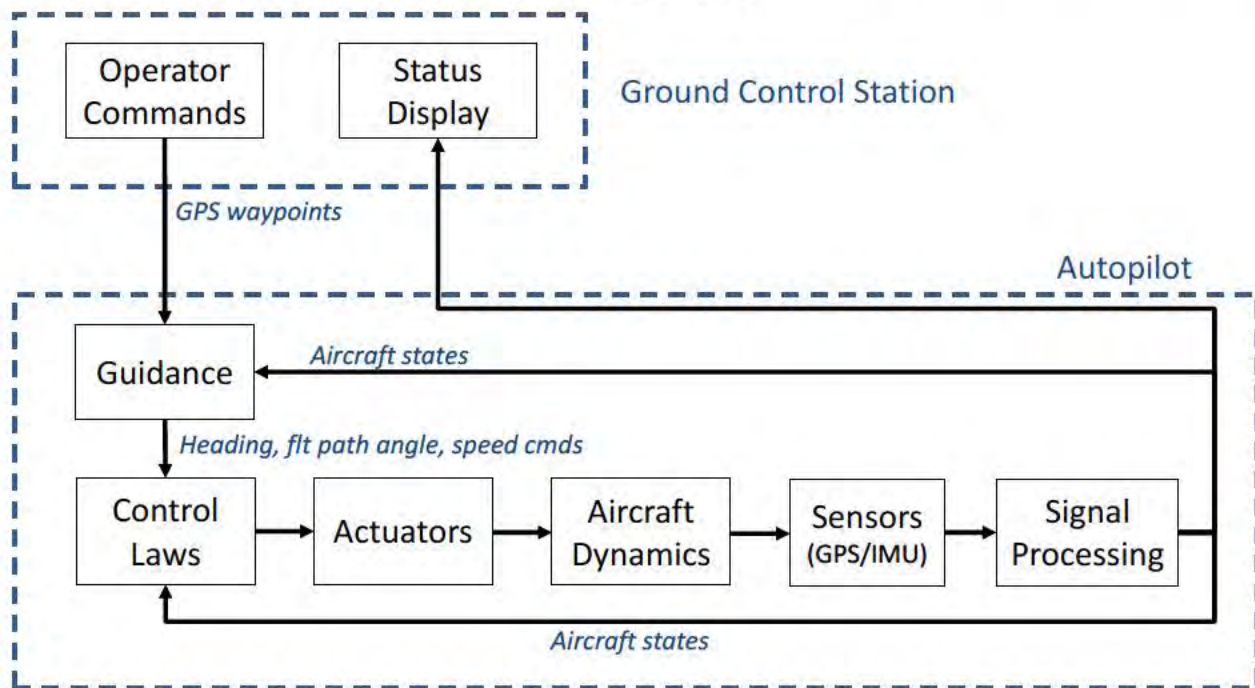 Operator
Commands
Status
Display
Ground Control Station
GPS waypoints
Autopilot
Guidance
Aircraft states
Heading, flt path angle, speed cmds
Control
Laws
Actuators
Aircraft
Dynamics
Sensors
(GPS/IMU)
Signal
Processing
Aircraft states